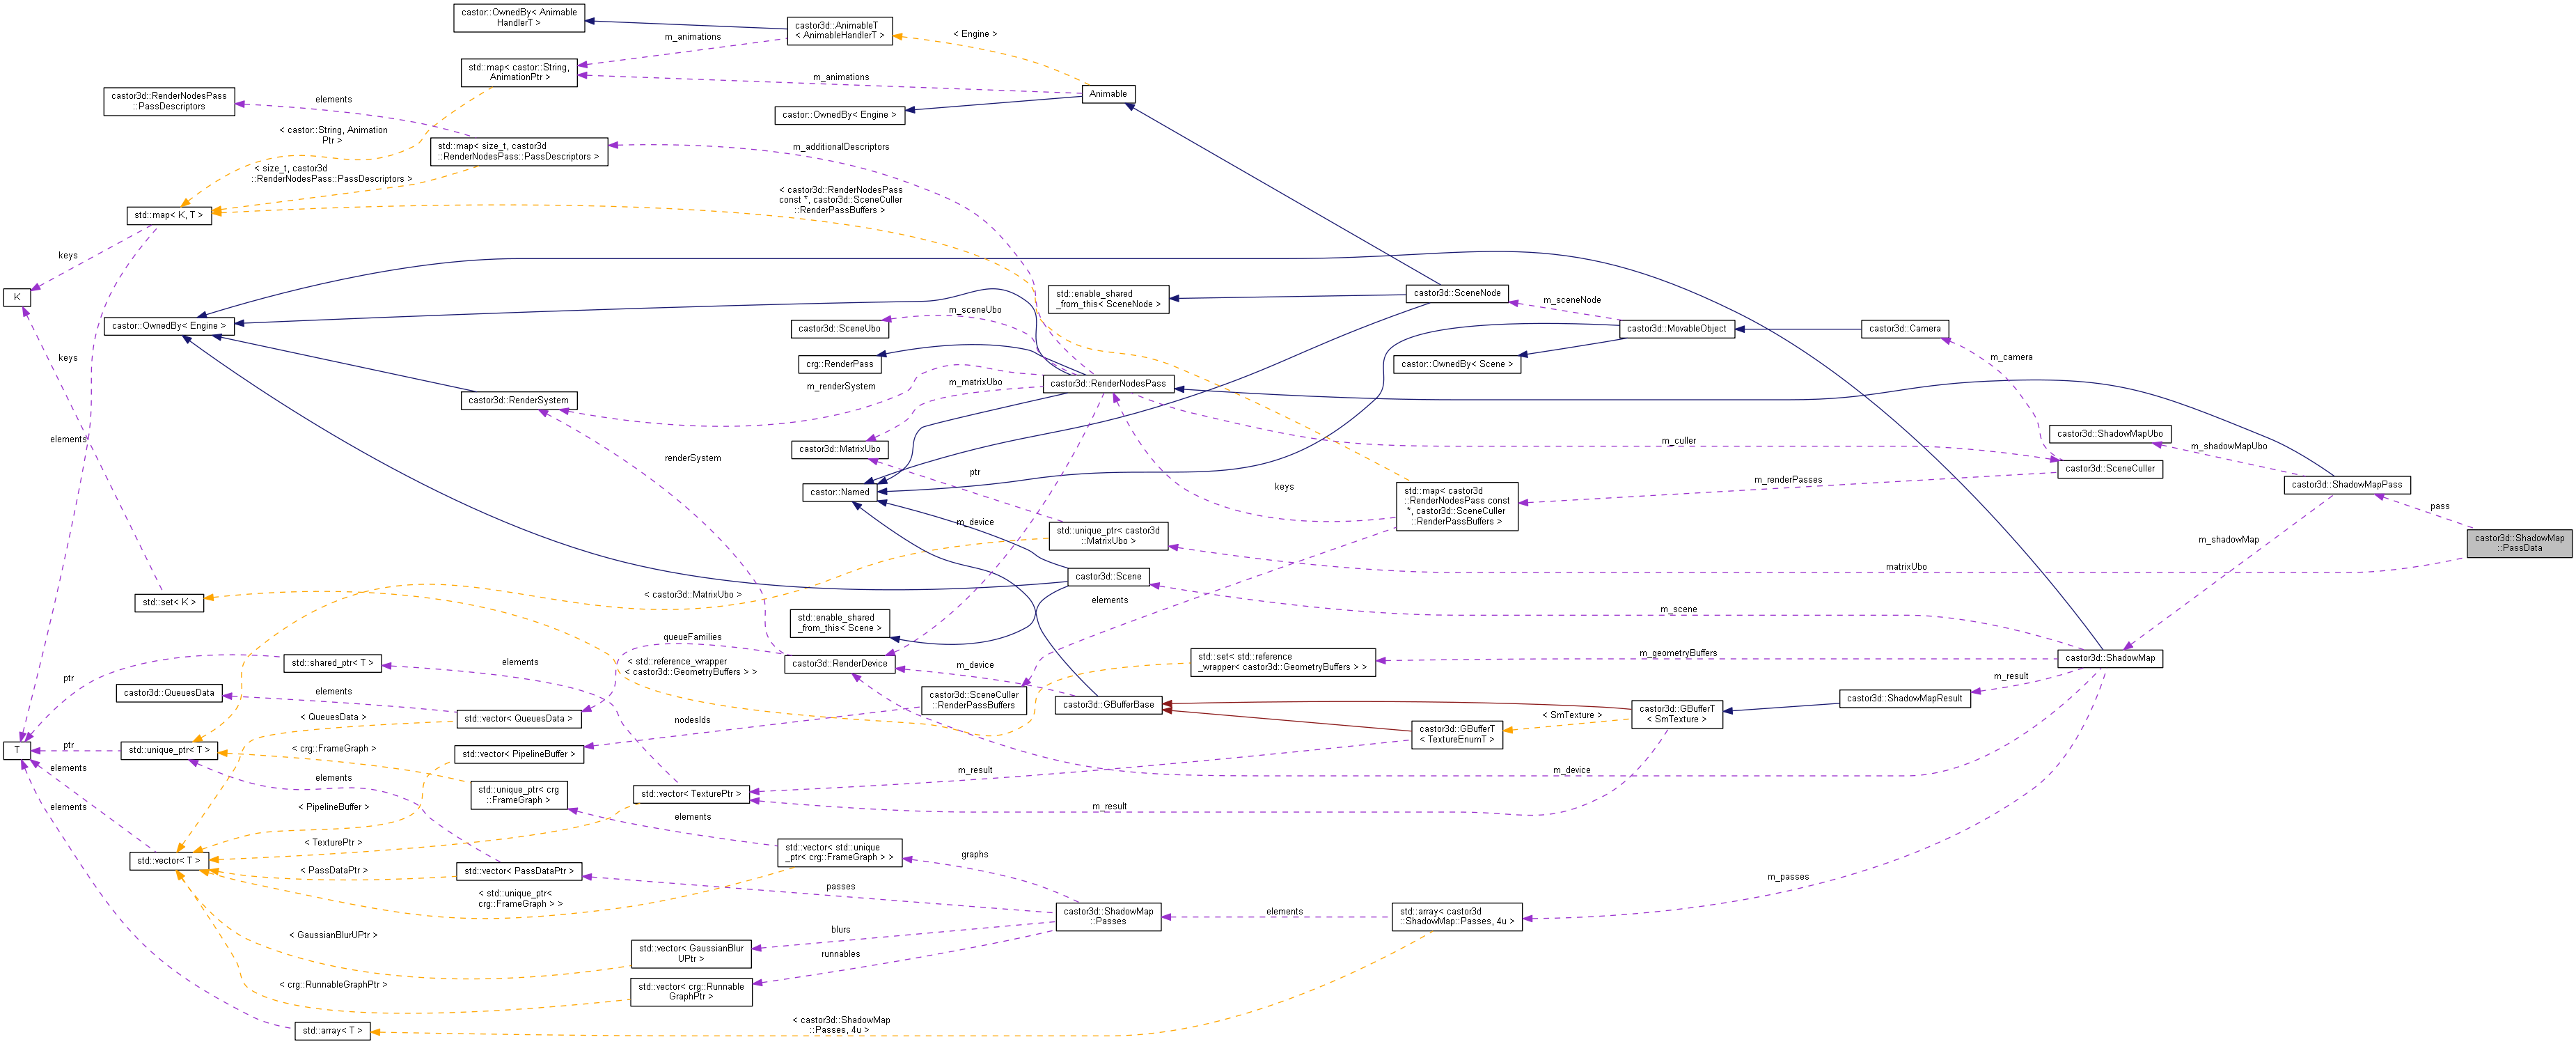 castor::OwnedBy< Animable
HandlerT >
castor3d::AnimableT
< AnimableHandlerT >
< Engine >
m_animations
std::map< castor::String,
AnimationPtr >
m_animations
Animable
castor3d::RenderNodesPass
::PassDescriptors
elements
castor::OwnedBy< Engine >
< castor::String, Animation
Ptr >
std::map< size_t, castor3d
::RenderNodesPass::PassDescriptors >
m_additionalDescriptors
< size_t, castor3d
::RenderNodesPass::PassDescriptors >
< castor3d::RenderNodesPass
const *, castor3d::SceneCuller
::RenderPassBuffers >
std::map< K, T >
keys
K
std::enable_shared
_from_this< SceneNode >
castor3d::SceneNode
m_sceneNode
castor::OwnedBy< Engine >
m_sceneUbo
castor3d::SceneUbo
castor3d::MovableObject
castor3d::Camera
keys
crg::RenderPass
castor::OwnedBy< Scene >
m_camera
m_renderSystem
m_matrixUbo
castor3d::RenderNodesPass
castor3d::RenderSystem
elements
castor3d::MatrixUbo
m_culler
castor3d::ShadowMapUbo
m_shadowMapUbo
renderSystem
ptr
castor3d::SceneCuller
m_renderPasses
keys
castor::Named
std::map< castor3d
::RenderNodesPass const
*, castor3d::SceneCuller
::RenderPassBuffers >
castor3d::ShadowMapPass
pass
m_device
std::unique_ptr< castor3d
::MatrixUbo >
m_shadowMap
castor3d::ShadowMap
::PassData
matrixUbo
castor3d::Scene
std::set< K >
< castor3d::MatrixUbo >
elements
m_scene
std::enable_shared
_from_this< Scene >
queueFamilies
std::shared_ptr< T >
elements
< std::reference_wrapper
< castor3d::GeometryBuffers > >
castor3d::RenderDevice
m_device
std::set< std::reference
_wrapper< castor3d::GeometryBuffers > >
m_geometryBuffers
castor3d::ShadowMap
ptr
castor3d::QueuesData
elements
castor3d::SceneCuller
::RenderPassBuffers
m_result
castor3d::ShadowMapResult
castor3d::GBufferBase
castor3d::GBufferT
< SmTexture >
< SmTexture >
castor3d::GBufferT
< TextureEnumT >
< QueuesData >
std::vector< QueuesData >
nodesIds
T
ptr
std::unique_ptr< T >
< crg::FrameGraph >
std::vector< PipelineBuffer >
elements
elements
m_result
m_device
std::unique_ptr< crg
::FrameGraph >
std::vector< TexturePtr >
elements
< PipelineBuffer >
m_result
elements
< TexturePtr >
std::vector< std::unique
_ptr< crg::FrameGraph > >
graphs
std::vector< T >
< PassDataPtr >
std::vector< PassDataPtr >
passes
m_passes
< std::unique_ptr<
crg::FrameGraph > >
castor3d::ShadowMap
::Passes
elements
std::array< castor3d
::ShadowMap::Passes, 4u >
< GaussianBlurUPtr >
blurs
std::vector< GaussianBlur
UPtr >
runnables
< crg::RunnableGraphPtr >
std::vector< crg::Runnable
GraphPtr >
std::array< T >
< castor3d::ShadowMap
::Passes, 4u >